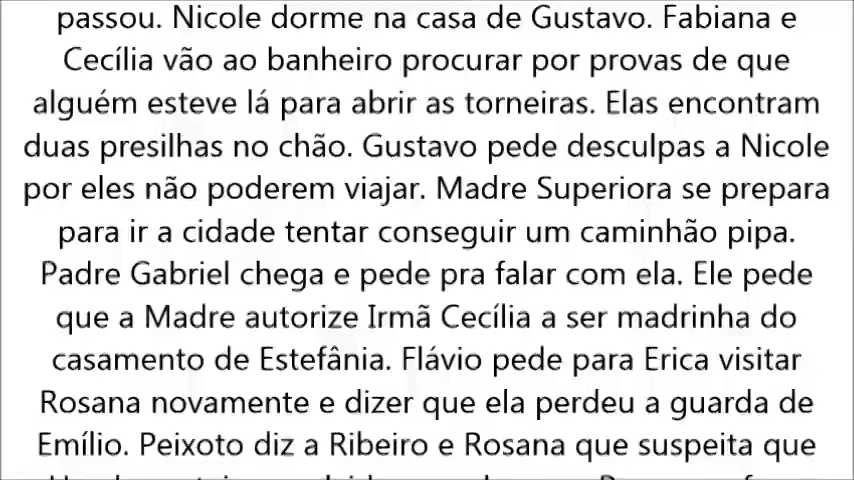 passou. Nicole dorme na casa de Gustavo. Fabiana e
Cecília vão ao banheiro procurar por provas de que
alguém esteve lá para abrir as torneiras. Elas encontram
duas presilhas no chão. Gustavo pede desculpas a Nicole
por eles não poderem viajar. Madre Superiora se prepara
para ir a cidade tentar conseguir um caminhão pipa.
Padre Gabriel chega e pede pra falar com ela. Ele pede
que a Madre autorize Irmã Cecília a ser madrinha do
casamento de Estefânia. Flávio pede para Erica visitar
Rosana novamente e dizer que ela perdeu a guarda de
Emílio. Peixoto diz a Ribeiro e Rosana que suspeita que